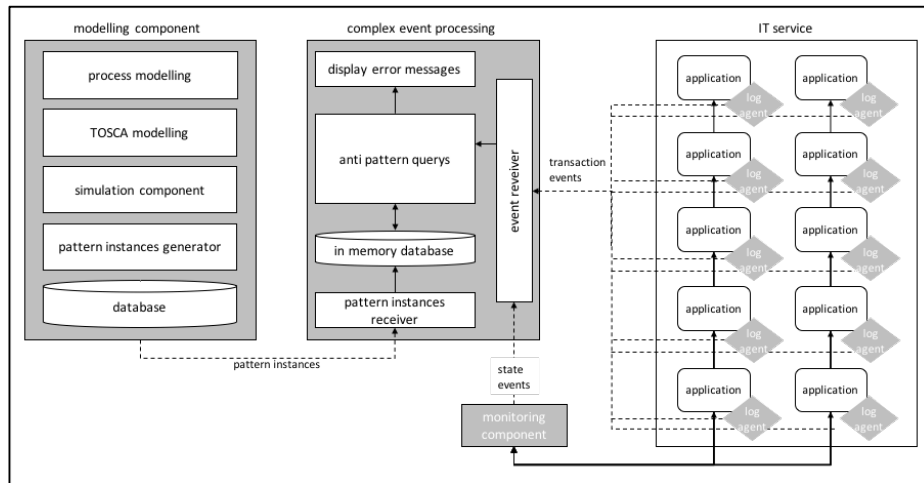 modelling component
process modelling
TOSCA modelling
simulation component
pattern instances generator
database
pattern instances
complex event processing
display error messages
anti pattern querys
in memory database
pattern instances
receiver
event reveiver
transaction
events
state
events
monitoring
component
IT service
application
log
agent
application
log
agent
application
log
agent
application
log
agent
application
log
agent
application
log
agent
application
log
agent
application
log
agent
application
log
agent
application
log
agent